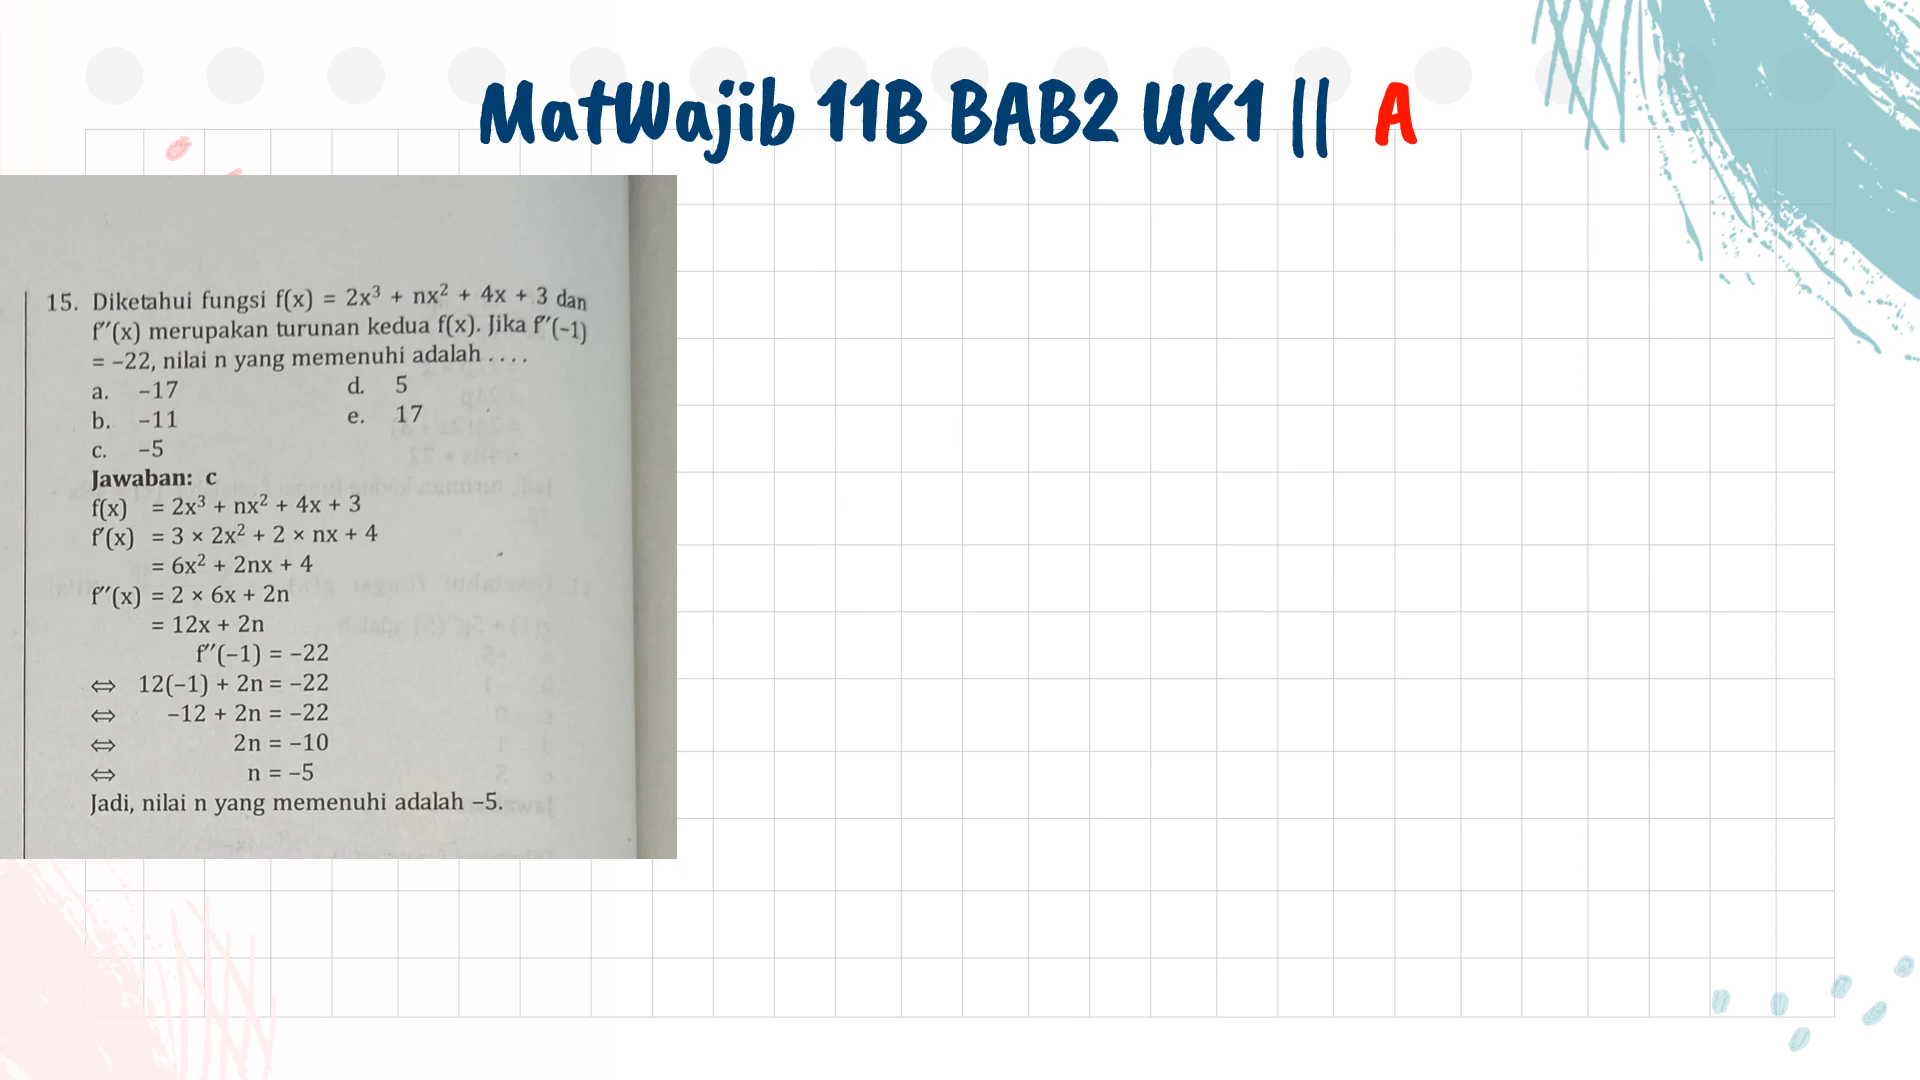 MatWajib 11B BAB2 UK1 || A
15. Diketahui fungsi f(x) = 2x³ + nx² + 4x + 3 dan
f″(x) merupakan turunan kedua f(x). Jika f″(−1)
= −22, nilai n yang memenuhi adalah . . . .
a. −17 d. 5
b. −11 e. 17
c. −5
Jawaban: c
f(x) = 2x³ + nx² + 4x + 3
f′(x) = 3 × 2x² + 2 × nx + 4
= 6x² + 2nx + 4
f″(x) = 2 × 6x + 2n
= 12x + 2n
f″(−1) = −22
⇔ 12(−1) + 2n = −22
⇔ −12 + 2n = −22
⇔ 2n = −10
⇔ n = −5
Jadi, nilai n yang memenuhi adalah −5.